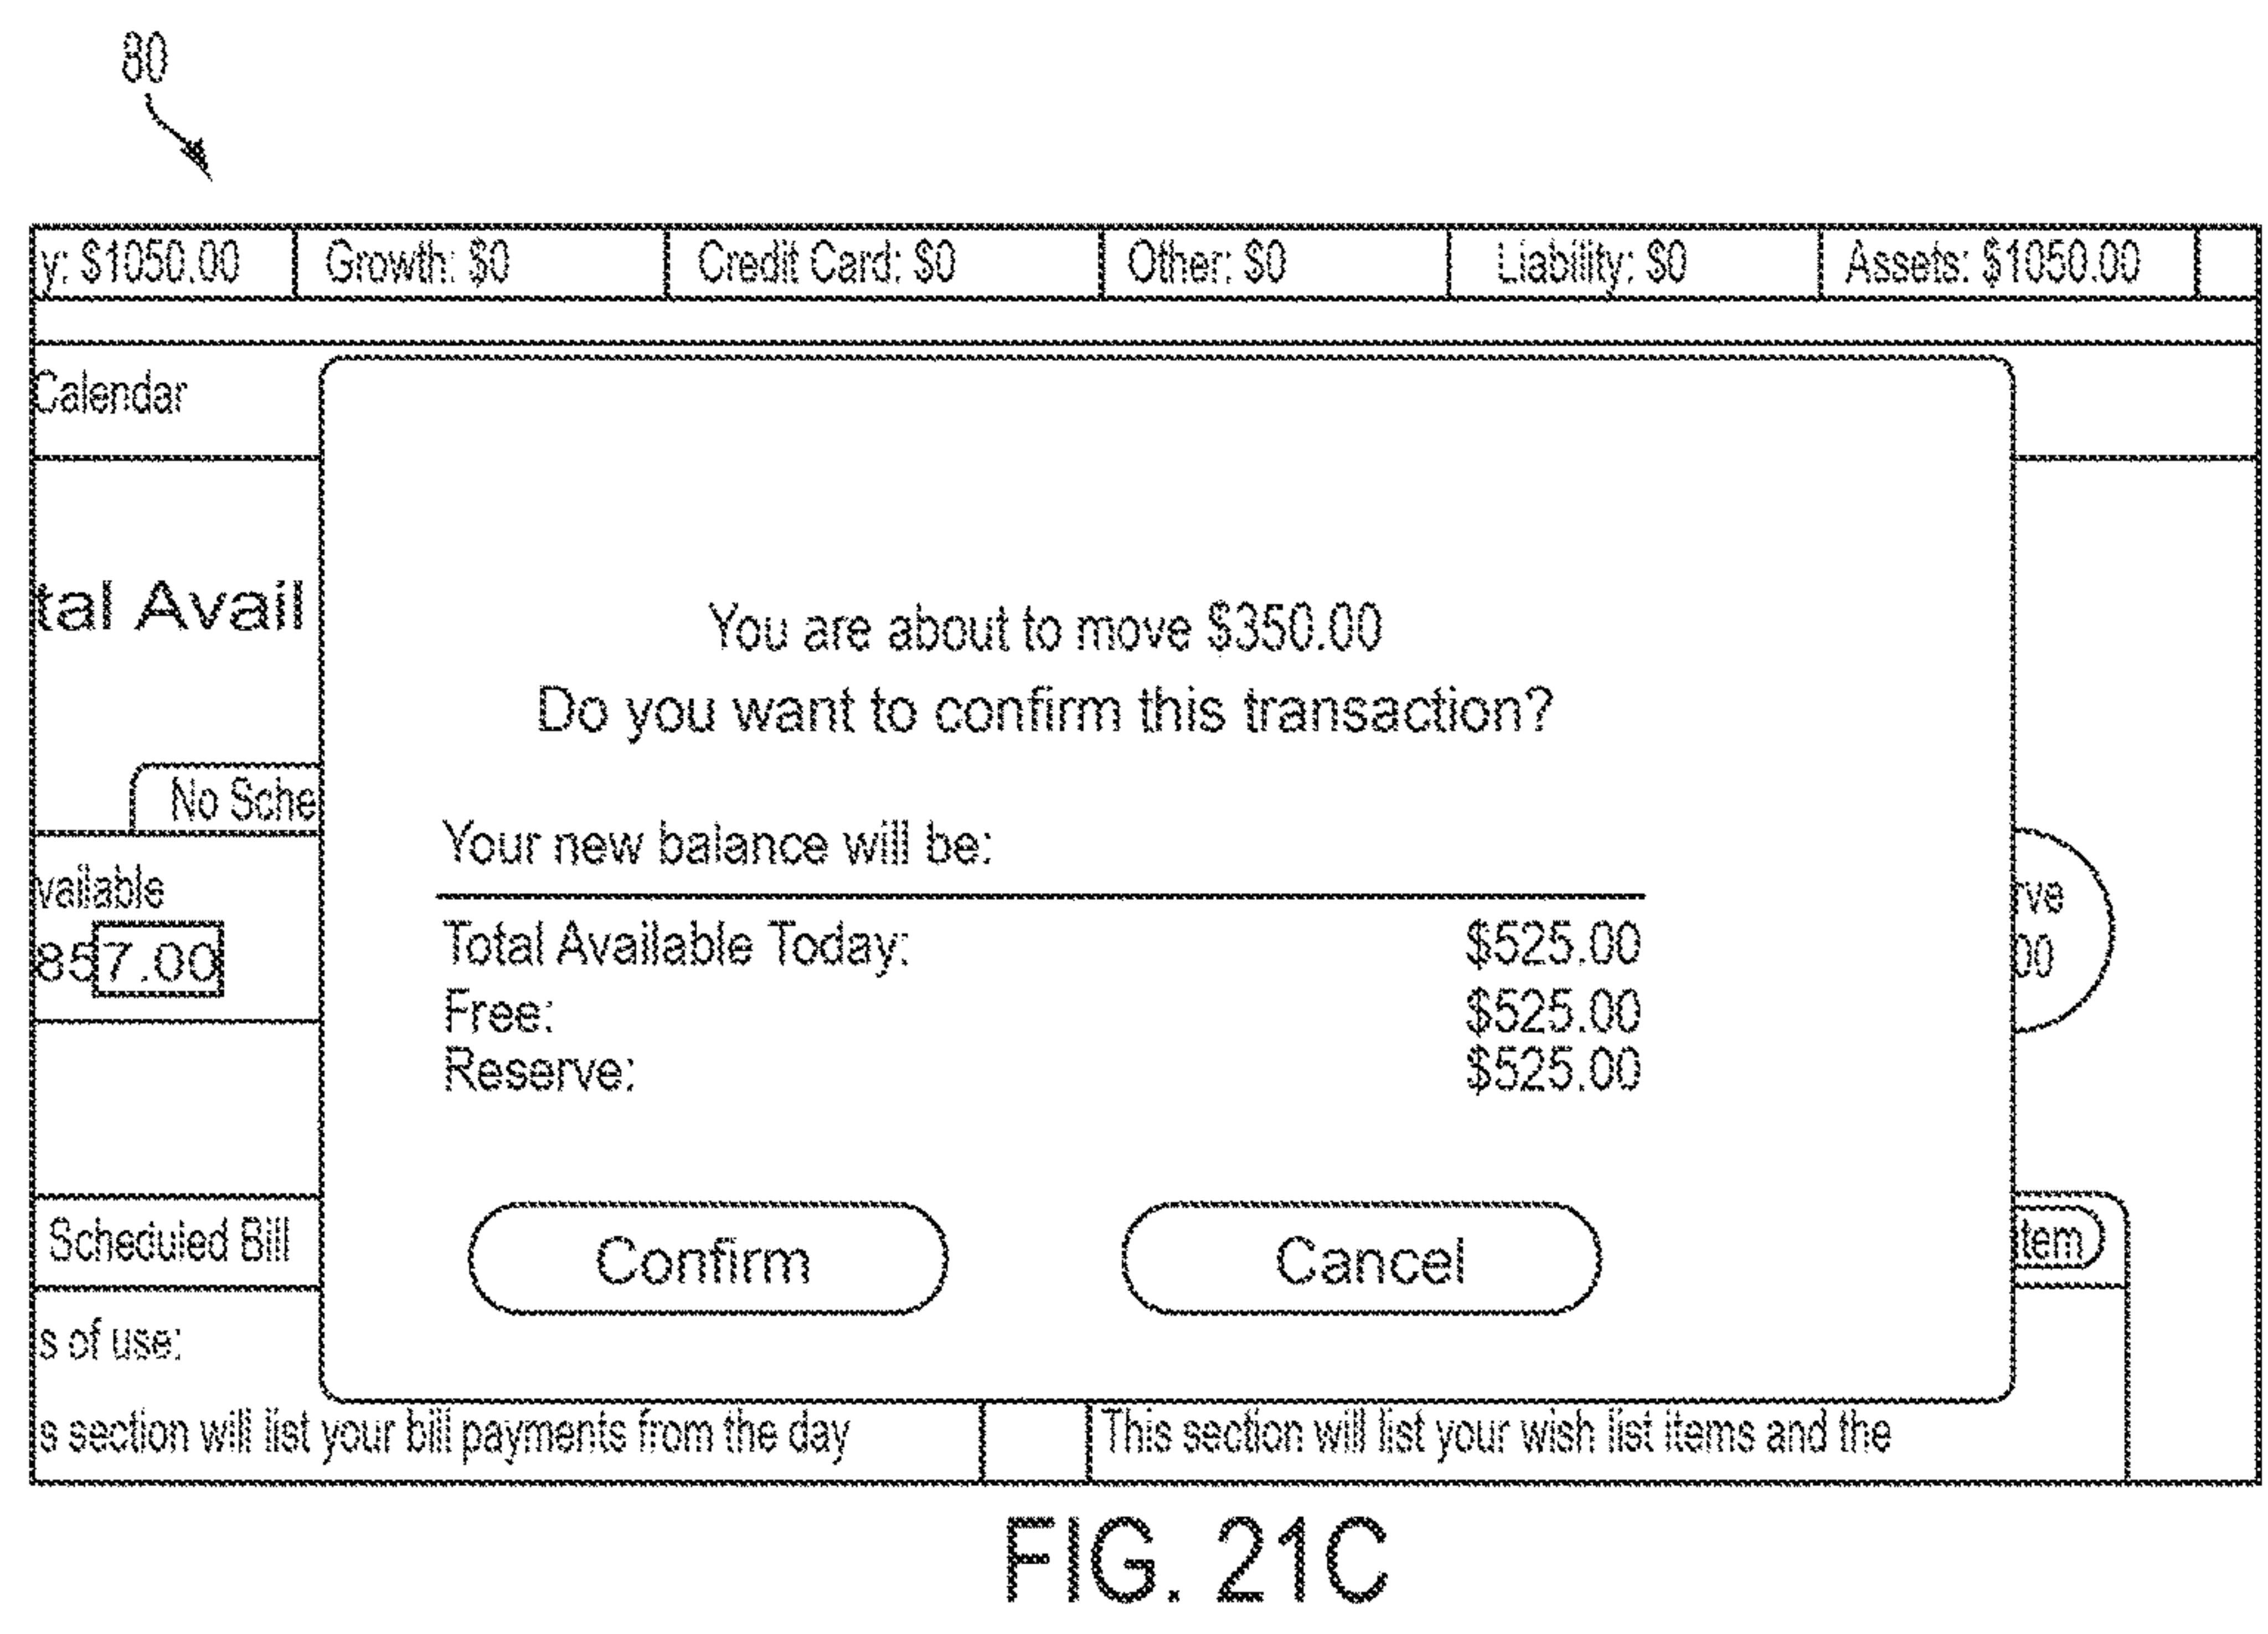 80
y: $1050.00 Growth: $0 Credit Card: $0 Other: $0 Liability: $0 Assets: $1050.00
Calendar
tal Avail
You are about to move $350.00
Do you want to confirm this transaction?
No Sche
Your new balance will be:
vailable
rve
857.00
00
Total Available Today: $525.00
Free: $525.00
Reserve: $525.00
Scheduled Bill
Confirm Cancel
tem
s of use:
s section will list your bill payments from the day
This section will list your wish list items and the
FIG. 21C